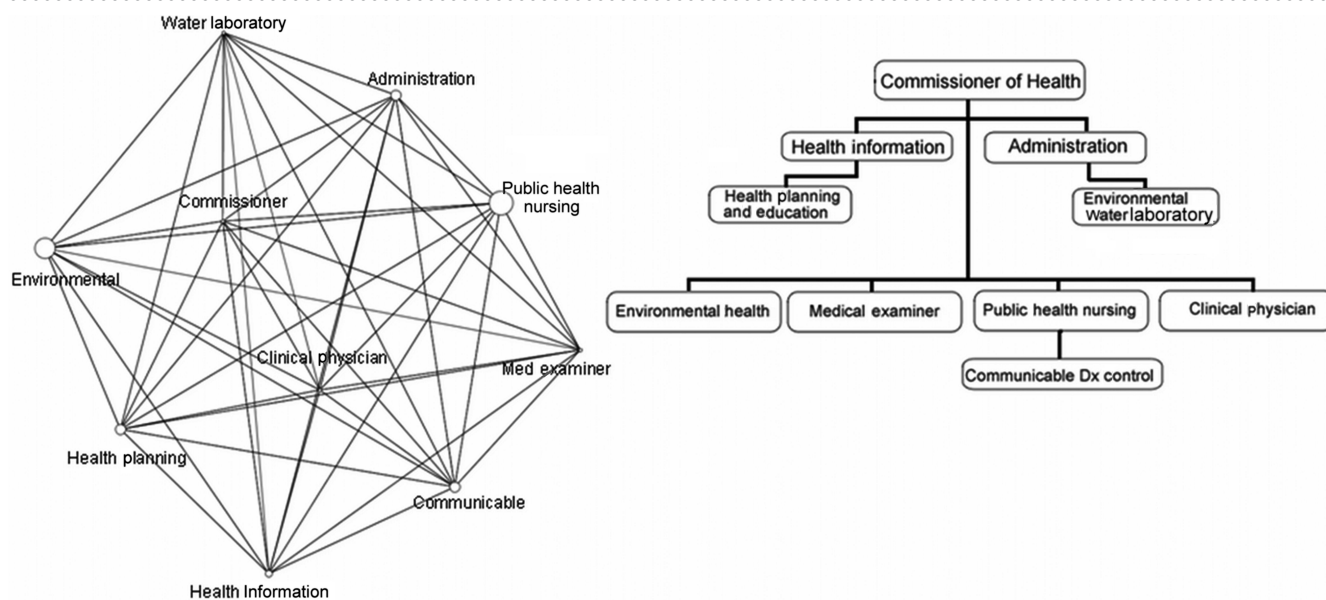 Water laboratory
Administration
Public health
nursing
Commissioner
Environmental
Clinical physician
Med examiner
Health planning
Communicable
Health Information
Commissioner of Health
Health information
Administration
Health planning
and education
Environmental
Waterlaboratory
Environmental health
Medical examiner
Public health nursing
Clinical physician
Communicable Dx control